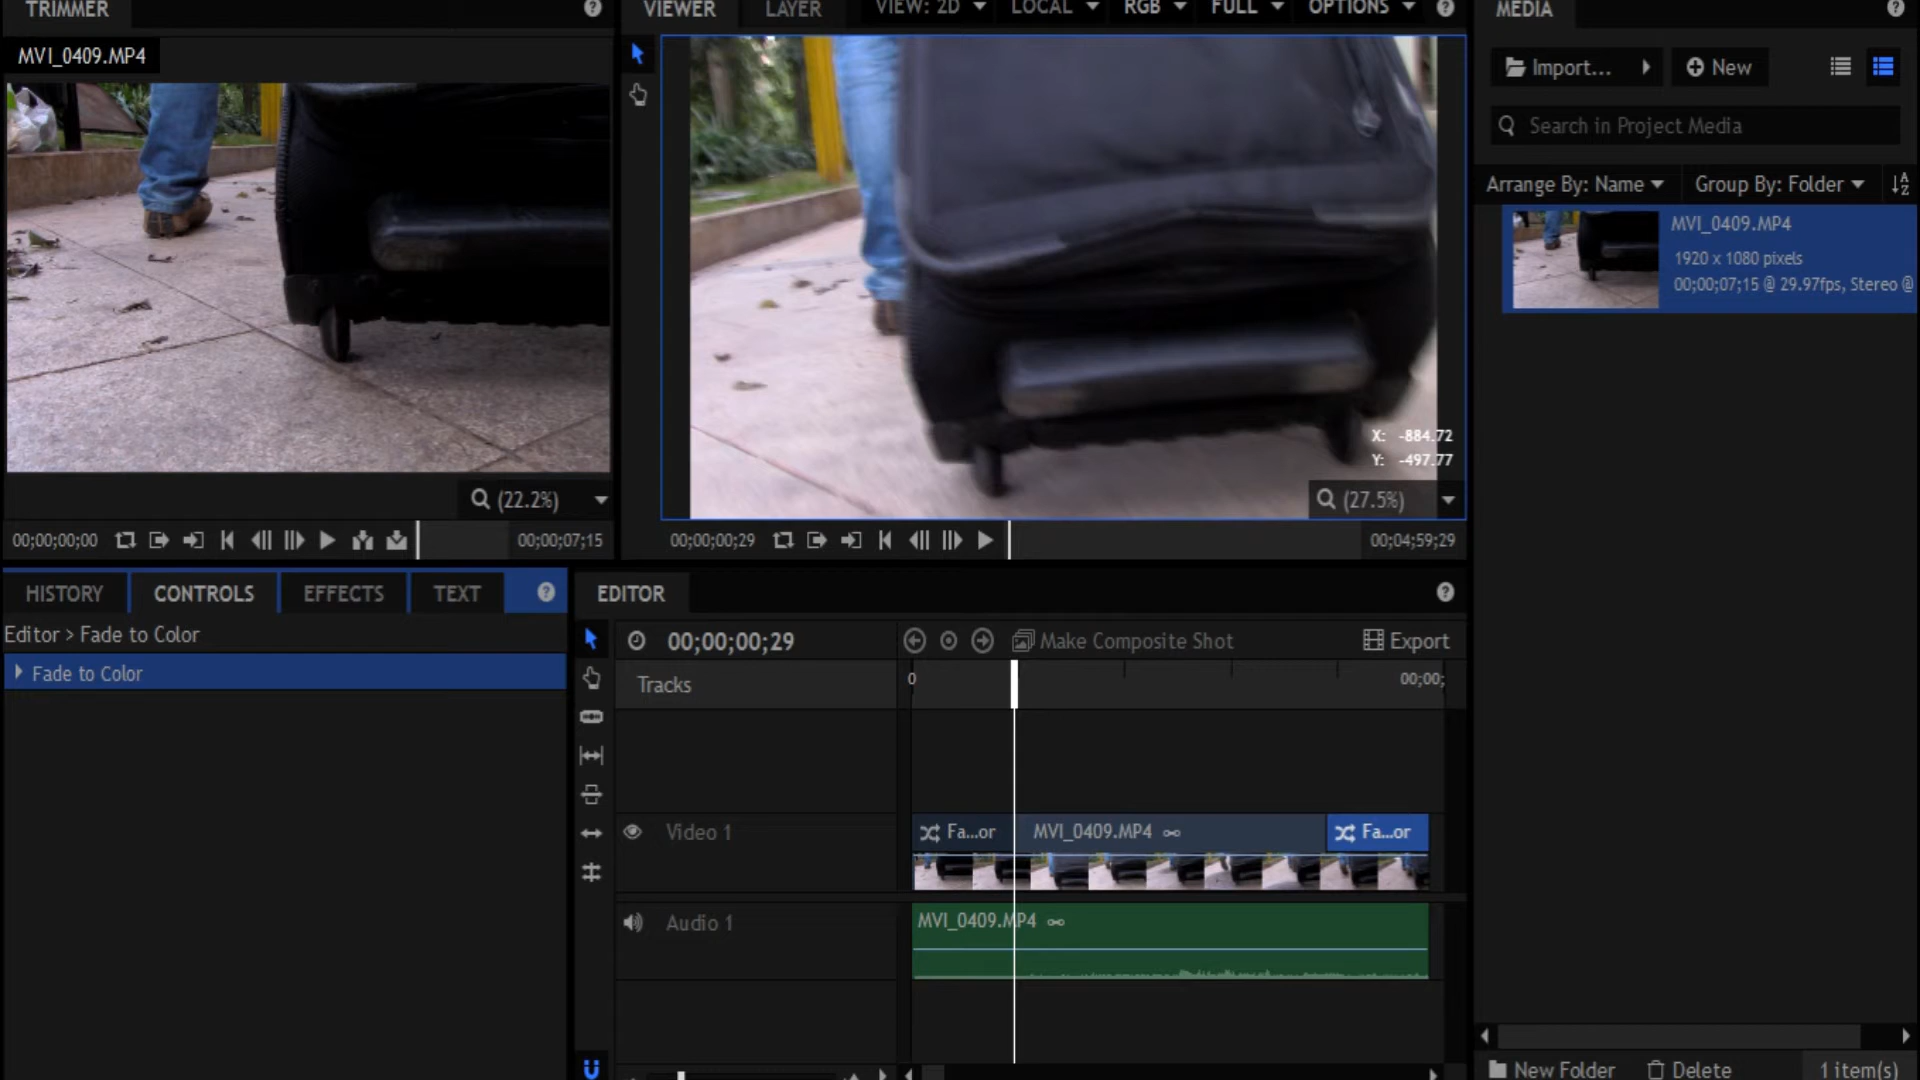 TRIMMER
MVI_0409.MP4
(22.2%)
00;00;00;00
00;00;07;15
VIEWER
LAYER
VIEW: 2D
LOCAL
RGB
FULL
OPTIONS
X: -884.72
Y: -497.77
(27.5%)
00;00;00;29
00;04;59;29
MEDIA
Import...
New
Search in Project Media
Arrange By: Name
Group By: Folder
MVI_0409.MP4
1920 x 1080 pixels
00;00;07;15 @ 29.97fps, Stereo @
HISTORY
CONTROLS
EFFECTS
TEXT
Editor > Fade to Color
Fade to Color
EDITOR
00;00;00;29
Make Composite Shot
Export
Tracks
0
00;00;
Video 1
Fa...or
MVI_0409.MP4
Fa...or
Audio 1
MVI_0409.MP4
New Folder
Delete
1 item(s)